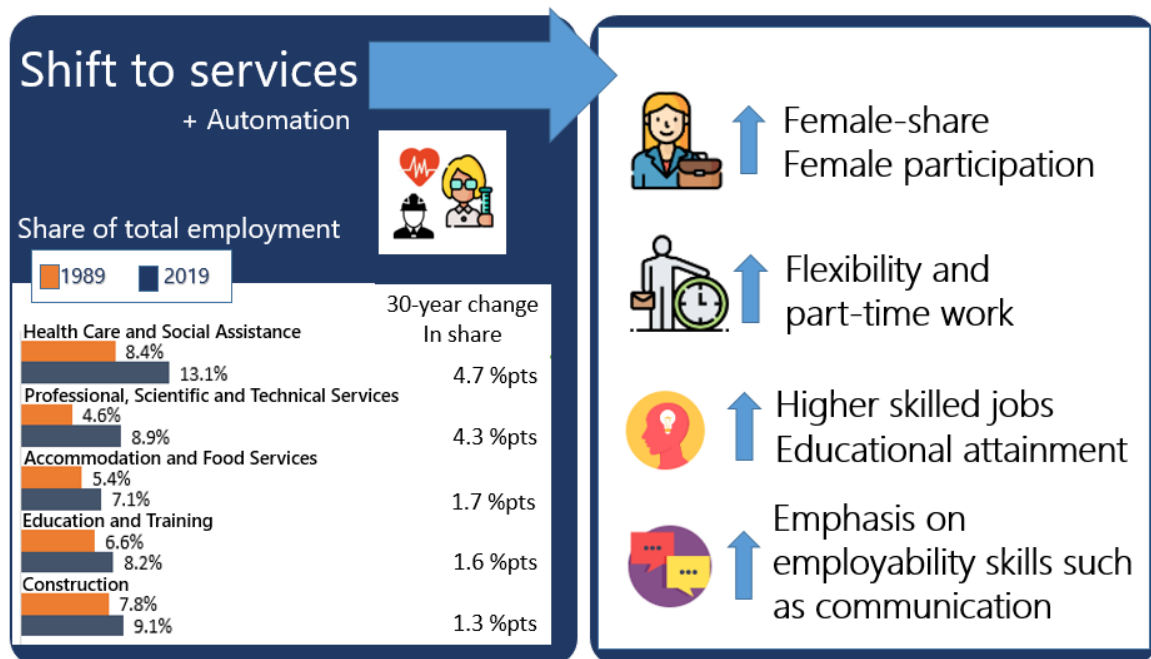 Shift to services
+ Automation
Share of total employment
1989 2019
30-year change
In share
Health Care and Social Assistance
8.4%
13.1%
4.7 %pts
Professional, Scientific and Technical Services
4.6%
8.9%
4.3 %pts
Accommodation and Food Services
5.4%
7.1%
1.7 %pts
Education and Training
6.6%
8.2%
1.6 %pts
Construction
7.8%
9.1%
1.3 %pts
Female-share
Female participation
Flexibility and
part-time work
Higher skilled jobs
Educational attainment
Emphasis on
employability skills such
as communication